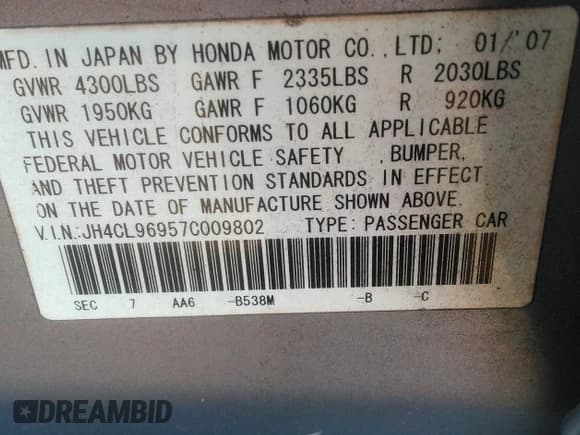 MFD. IN JAPAN BY HONDA MOTOR CO., LTD: 01/'07
GVWR 4300LBS GAWR F 2335LBS R 2030LBS
GVWR 1950KG GAWR F 1060KG R 920KG
THIS VEHICLE CONFORMS TO ALL APPLICABLE
FEDERAL MOTOR VEHICLE SAFETY , BUMPER,
AND THEFT PREVENTION STANDARDS IN EFFECT
ON THE DATE OF MANUFACTURE SHOWN ABOVE.
V.I.N.:JH4CL96957C009802 TYPE: PASSENGER CAR
SEC 7 AA6 -B538M -B -C
DREAMBID